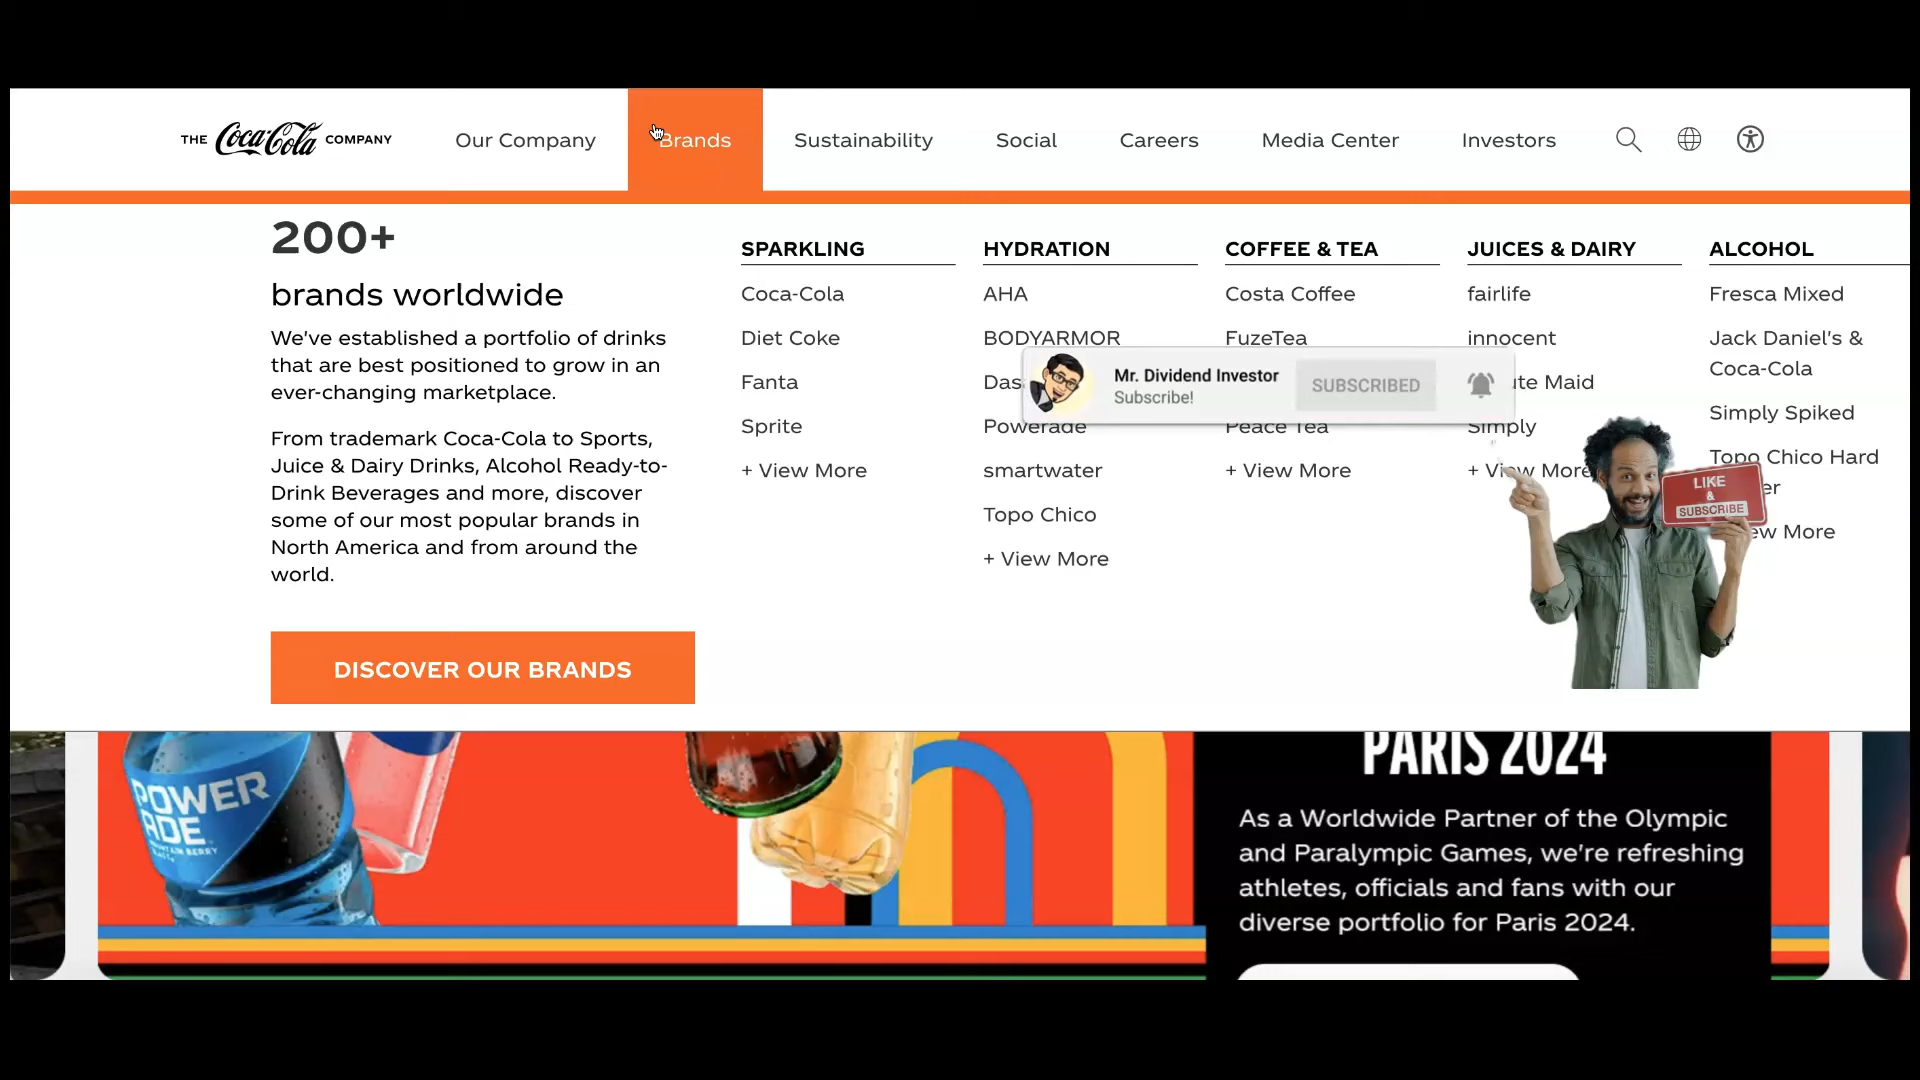 THE Coca-Cola COMPANY
Our Company
Brands
Sustainability
Social
Careers
Media Center
Investors
200+
brands worldwide
We've established a portfolio of drinks
that are best positioned to grow in an
ever-changing marketplace.
From trademark Coca-Cola to Sports,
Juice & Dairy Drinks, Alcohol Ready-to-
Drink Beverages and more, discover
some of our most popular brands in
North America and from around the
world.
DISCOVER OUR BRANDS
SPARKLING
Coca-Cola
Diet Coke
Fanta
Sprite
+ View More
HYDRATION
AHA
BODYARMOR
Powerade
smartwater
Topo Chico
+ View More
COFFEE & TEA
Costa Coffee
FuzeTea
Peace Tea
+ View More
JUICES & DAIRY
fairlife
innocent
Maid
Simply
+ View More
ALCOHOL
Fresca Mixed
Jack Daniel's &
Coca-Cola
Simply Spiked
Topo Chico Hard
More
Mr. Dividend Investor
Subscribe!
SUBSCRIBED
LIKE
&
SUBSCRIBE
POWER
ADE
PARIS 2024
As a Worldwide Partner of the Olympic
and Paralympic Games, we're refreshing
athletes, officials and fans with our
diverse portfolio for Paris 2024.